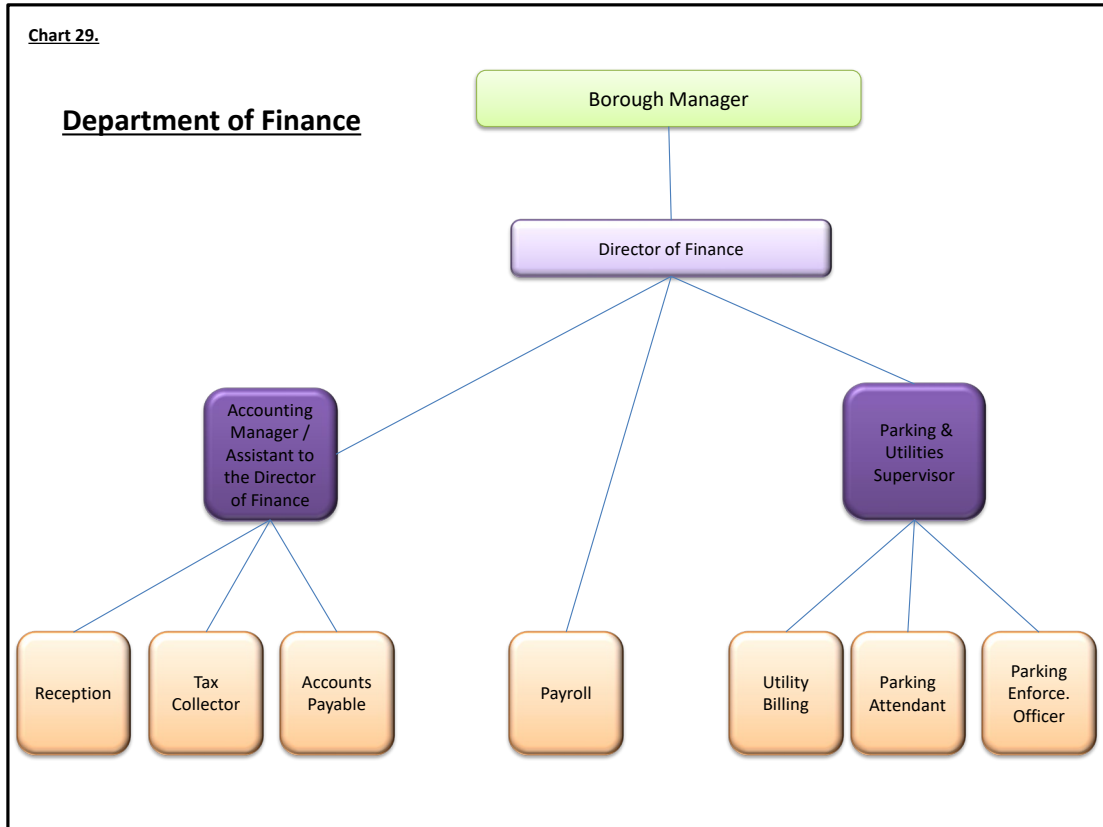 Chart 29.
Department of Finance
Borough Manager
Director of Finance
Accounting
Manager /
Assistant to
the Director
of Finance
Parking &
Utilities
Supervisor
Reception
Tax
Collector
Accounts
Payable
Payroll
Utility
Billing
Parking
Attendant
Parking
Enforce.
Officer